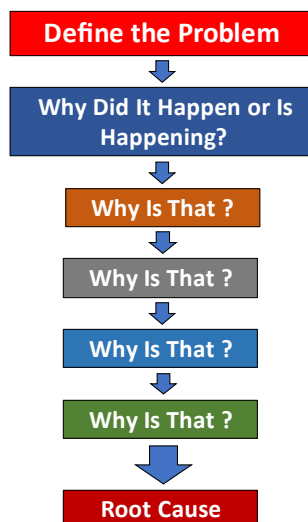 Define the Problem
Why Did It Happen or Is
Happening?
Why Is That ?
Why Is That ?
Why Is That ?
Why Is That ?
Root Cause